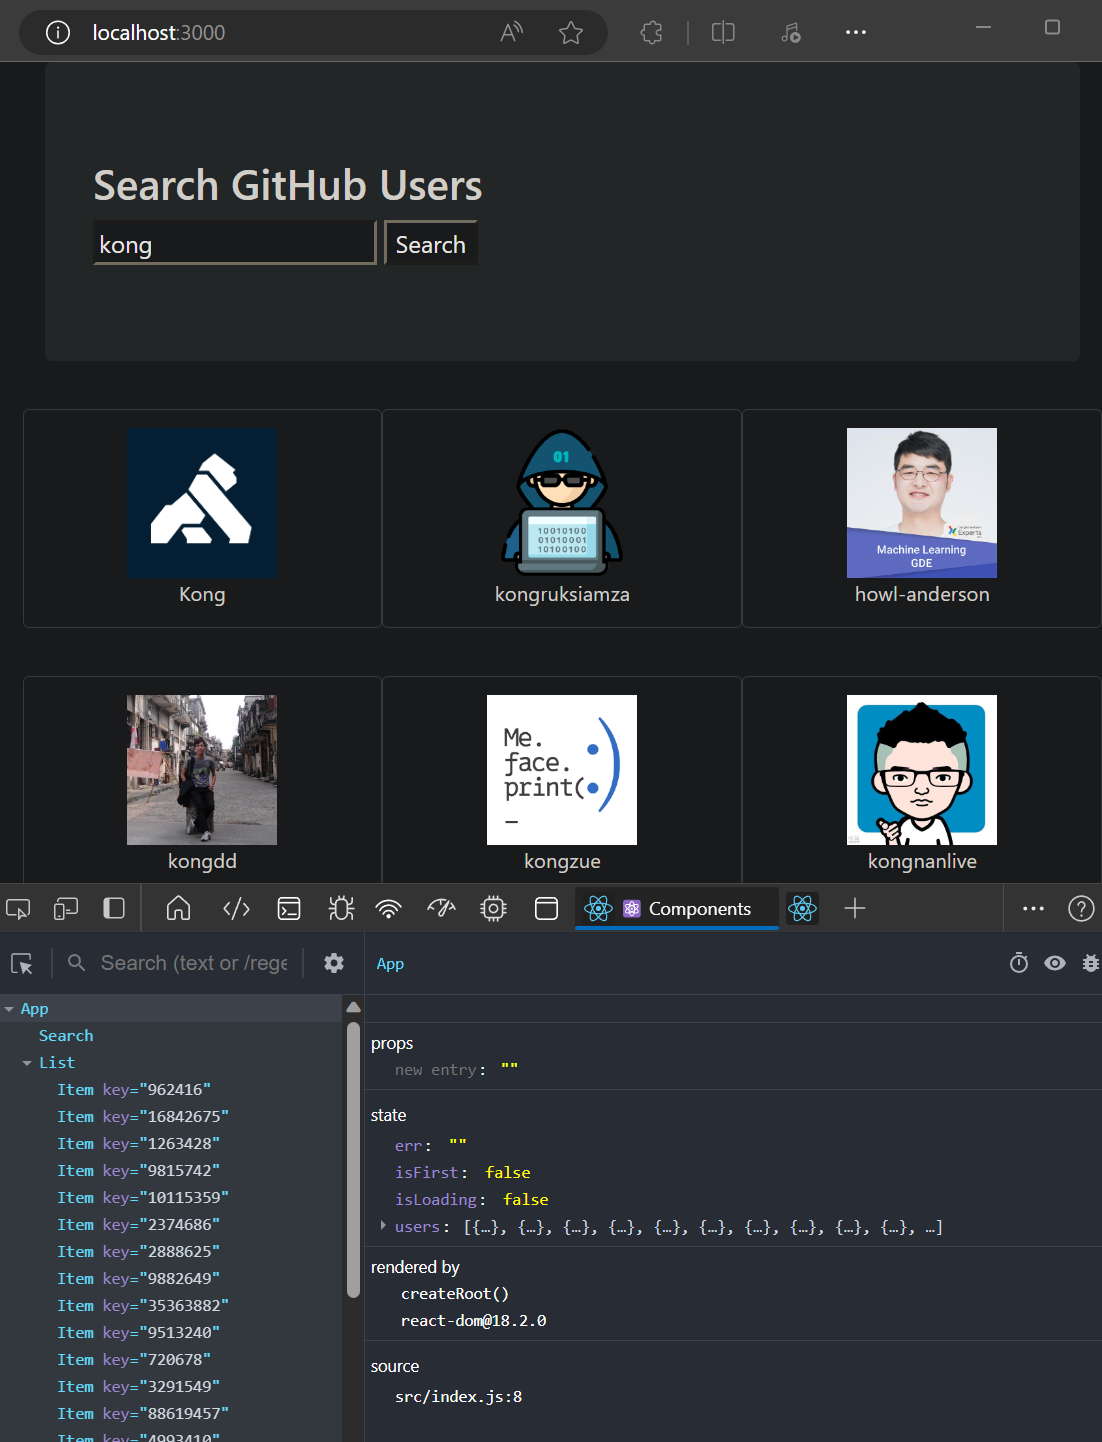 localhost:3000
Search GitHub Users
kong
Search
01
10010100
01010001
10100100
Experts
Machine Learning
GDE
Kong
kongruksiamza
howl-anderson
Me.
face.
print(:)
_
kongdd
kongzue
kongnanlive
Components
Search (text or /rege
App
App
Search
List
Item key="962416"
Item key="16842675"
Item key="1263428"
Item key="9815742"
Item key="10115359"
Item key="2374686"
Item key="2888625"
Item key="9882649"
Item key="35363882"
Item key="9513240"
Item key="720678"
Item key="3291549"
Item key="88619457"
Item key="4993410"
props
new entry: ""
state
err: ""
isFirst: false
isLoading: false
users: [{…}, {…}, {…}, {…}, {…}, {…}, {…}, {…}, {…}, {…}, …]
rendered by
createRoot()
react-dom@18.2.0
source
src/index.js:8